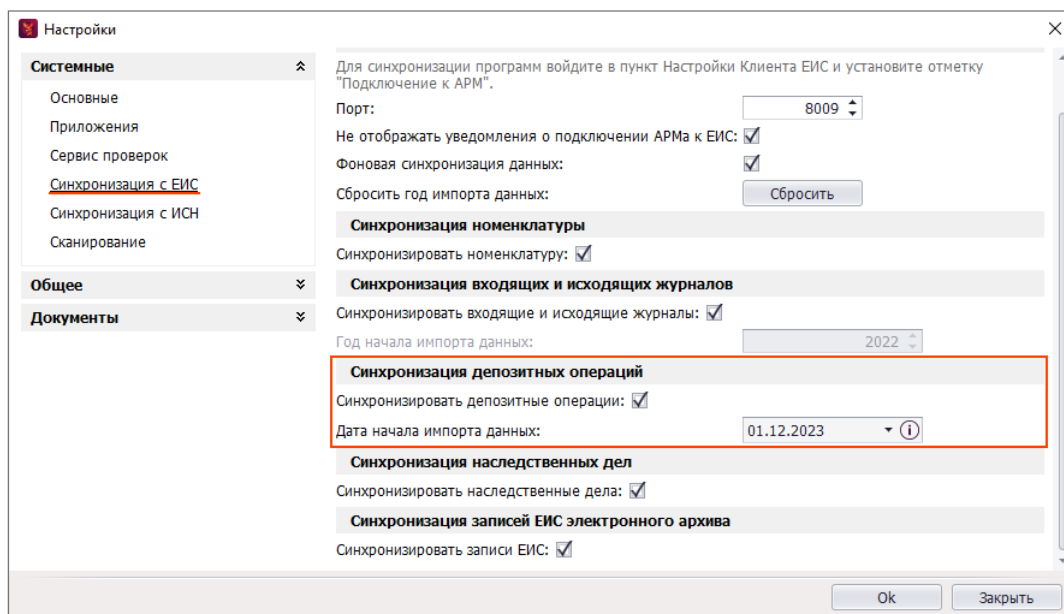 Настройки
Системные
Основные
Приложения
Сервис проверок
Синхронизация с ЕИС
Синхронизация с ИСН
Сканирование
Общее
Документы
Для синхронизации программ войдите в пункт Настройки Клиента ЕИС и установите отметку
"Подключение к АРМ".
Порт: 8009
Не отображать уведомления о подключении АРМа к ЕИС:
Фоновая синхронизация данных:
Сбросить год импорта данных: Сбросить
Синхронизация номенклатуры
Синхронизировать номенклатуру:
Синхронизация входящих и исходящих журналов
Синхронизировать входящие и исходящие журналы:
Год начала импорта данных: 2022
Синхронизация депозитных операций
Синхронизировать депозитные операции:
Дата начала импорта данных: 01.12.2023
Синхронизация наследственных дел
Синхронизировать наследственные дела:
Синхронизация записей ЕИС электронного архива
Синхронизировать записи ЕИС:
Ok Закрыть